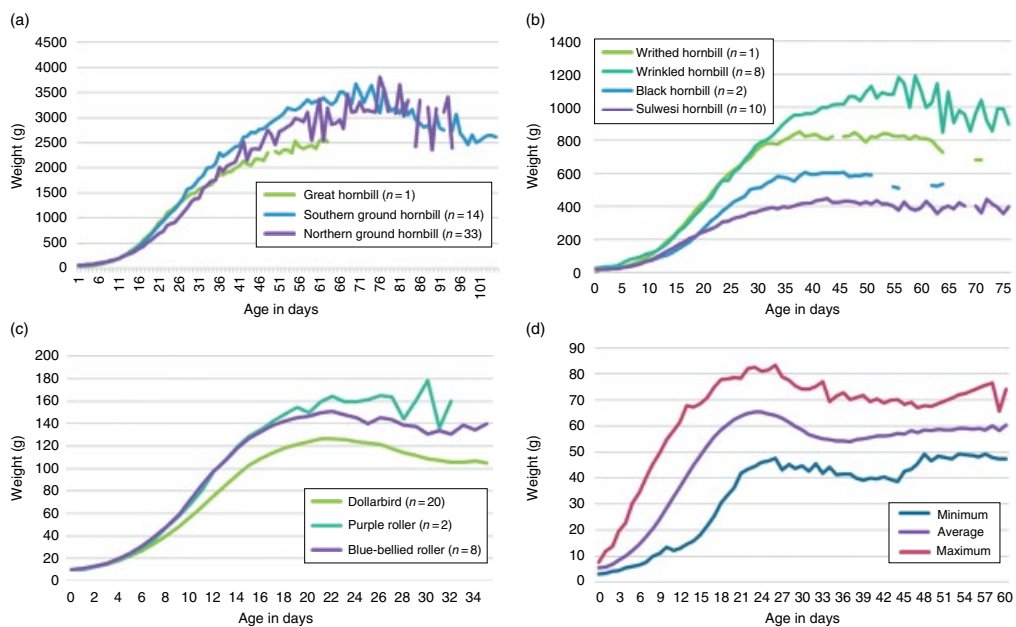 (a)
4500
4000
3500
3000
2500
2000
1500
1000
500
0
Weight (g)
Great hornbill (n = 1)
Southern ground hornbill (n = 14)
Northern ground hornbill (n = 33)
1 6 11 16 21 26 31 36 41 46 51 56 61 66 71 76 81 86 91 96 101
Age in days
(b)
1400
1200
1000
800
600
400
200
0
Weight (g)
Writhed hornbill (n = 1)
Wrinkled hornbill (n = 8)
Black hornbill (n = 2)
Sulwesi hornbill (n = 10)
0 5 10 15 20 25 30 35 40 45 50 55 60 65 70 75
Age in days
(c)
200
180
160
140
120
100
80
60
40
20
0
Weight (g)
Dollarbird (n = 20)
Purple roller (n = 2)
Blue-bellied roller (n = 8)
0 2 4 6 8 10 12 14 16 18 20 22 24 26 28 30 32 34
Age in days
(d)
90
80
70
60
50
40
30
20
10
0
Weight (g)
Minimum
Average
Maximum
0 3 6 9 12 15 18 21 24 27 30 33 36 39 42 45 48 51 54 57 60
Age in days